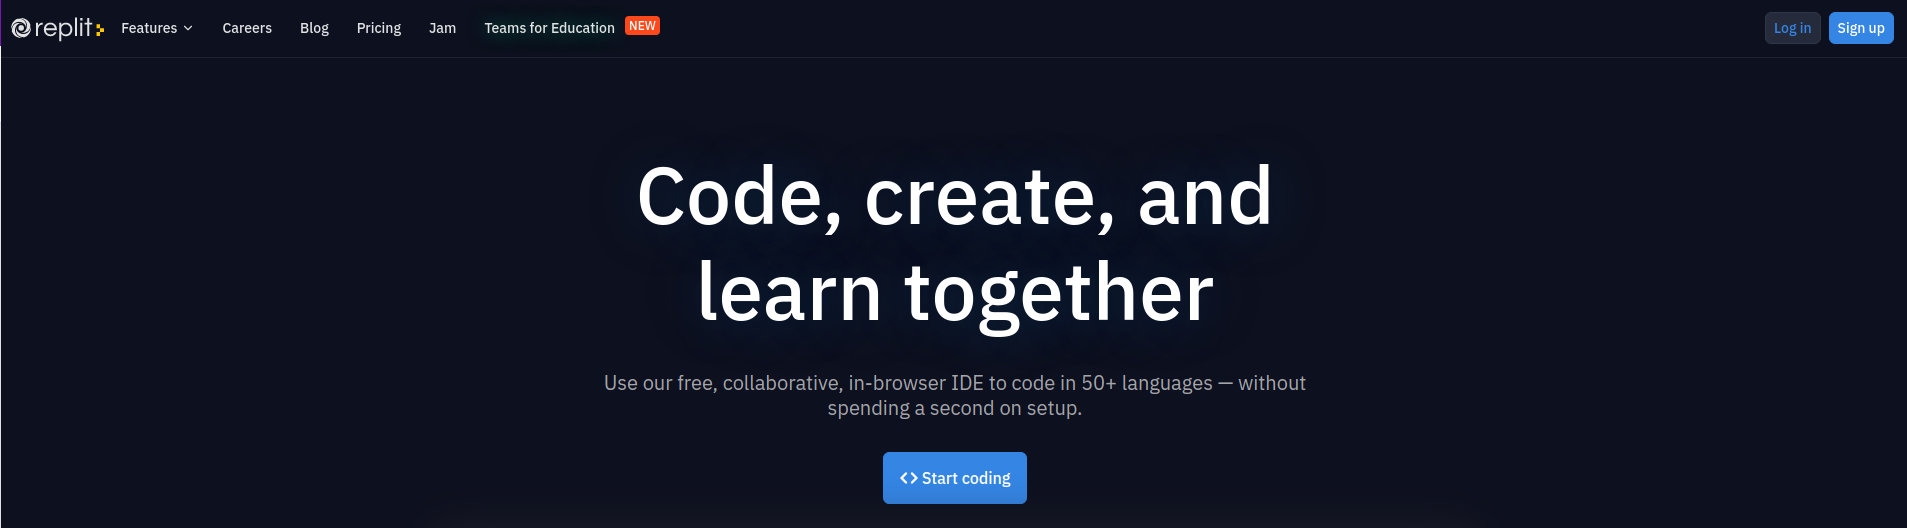 replit Features Careers Blog Pricing Jam Teams for Education NEW Log in Sign up
Code, create, and
learn together
Use our free, collaborative, in-browser IDE to code in 50+ languages — without
spending a second on setup.
<> Start coding